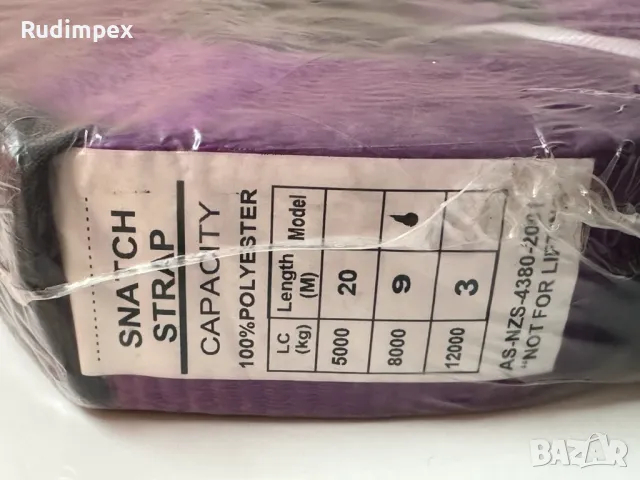 Rudimpex
SNATCH
STRAP
CAPACITY
100%POLYESTER
LC (kg) Length (M) Model
5000 20
8000 9
12000 3
AS-NZS-4380-2001
"NOT FOR
BAZAR